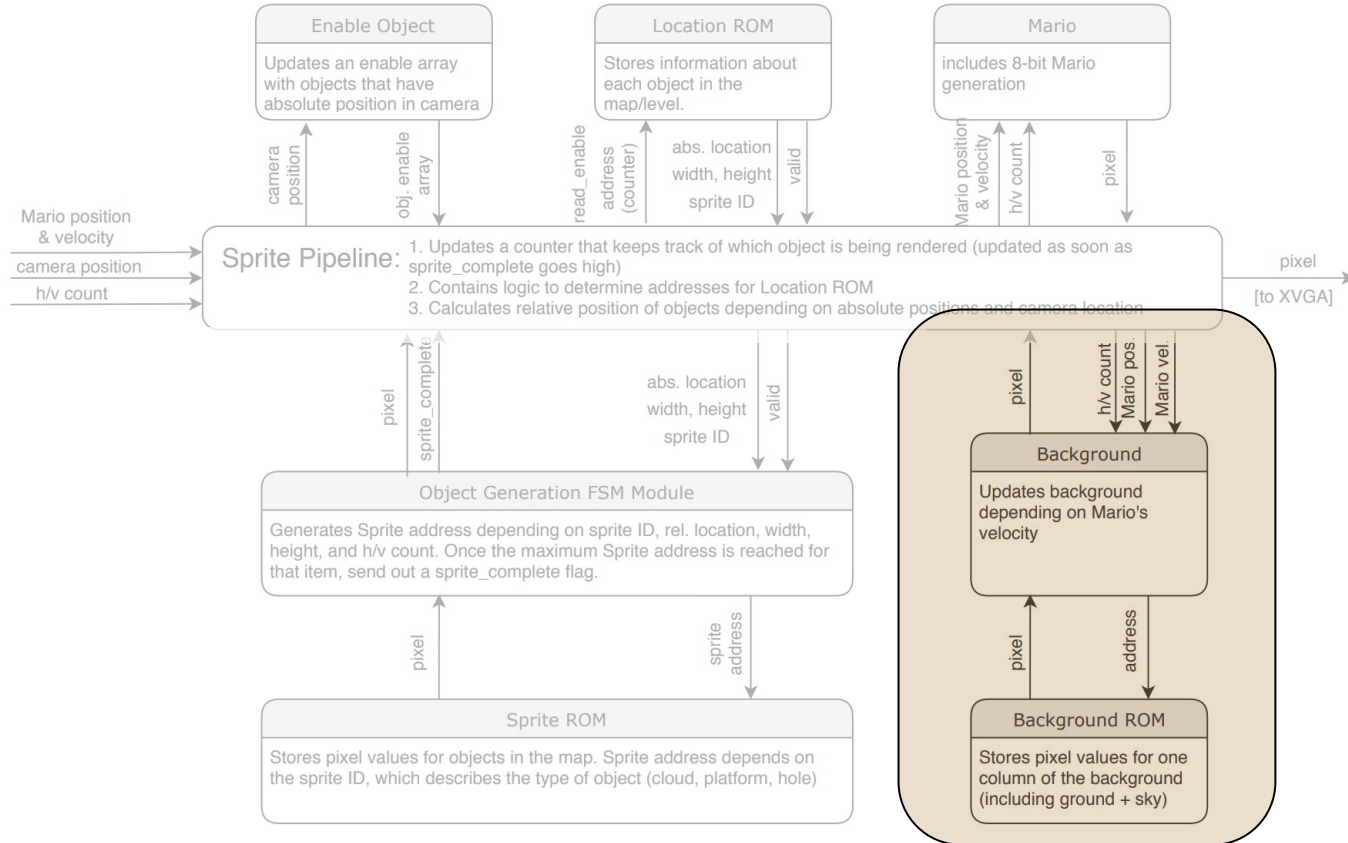 Enable Object
Updates an enable array
with objects that have
absolute position in camera
Location ROM
Stores information about
each object in the
map/level.
Mario
includes 8-bit Mario
generation
camera
position
obj. enable
array
read_enable
address
(counter)
abs. location
width, height
sprite ID
valid
Mario position
& velocity
h/v count
pixel
Mario position
& velocity
camera position
h/v count
Sprite Pipeline:
1. Updates a counter that keeps track of which object is being rendered (updated as soon as
sprite_complete goes high)
2. Contains logic to determine addresses for Location ROM
3. Calculates relative position of objects depending on absolute positions and camera location
pixel
[to XVGA]
pixel
sprite_complete
abs. location
width, height
sprite ID
valid
pixel
h/v count
Mario pos.
Mario vel.
Object Generation FSM Module
Generates Sprite address depending on sprite ID, rel. location, width,
height, and h/v count. Once the maximum Sprite address is reached for
that item, send out a sprite_complete flag.
Background
Updates background
depending on Mario's
velocity
pixel
sprite
address
pixel
address
Sprite ROM
Stores pixel values for objects in the map. Sprite address depends on
the sprite ID, which describes the type of object (cloud, platform, hole)
Background ROM
Stores pixel values for one
column of the background
(including ground + sky)